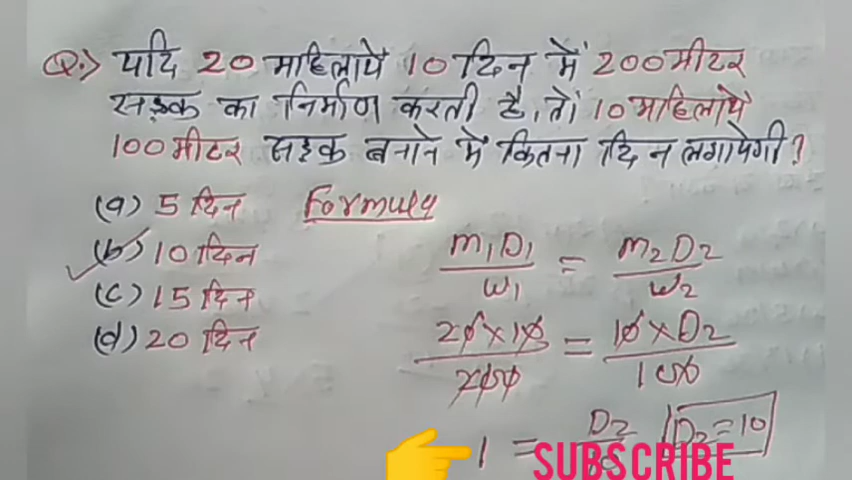 Q.> यदि 20 महिलायें 10 दिन में 200 मीटर
सड़क का निर्माण करती है, तो 10 महिलायें
100 मीटर सड़क बनाने में कितना दिन लगायेगी?
(a) 5 दिन Formula
(b) 10 दिन
(c) 15 दिन
(d) 20 दिन
M₁D₁/W₁ = M₂D₂/W₂
20×10/200 = 10×D₂/100
1 = D₂/10 D₂=10
SUBSCRIBE